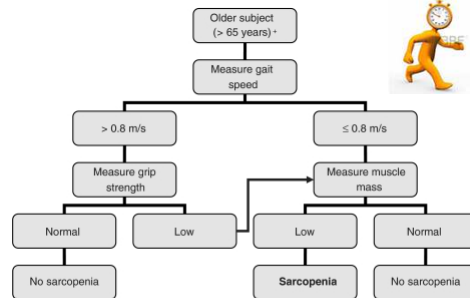 Older subject
(> 65 years)+
Measure gait
speed
> 0.8 m/s
≤ 0.8 m/s
Measure grip
strength
Measure muscle
mass
Normal
Low
Low
Normal
No sarcopenia
Sarcopenia
No sarcopenia